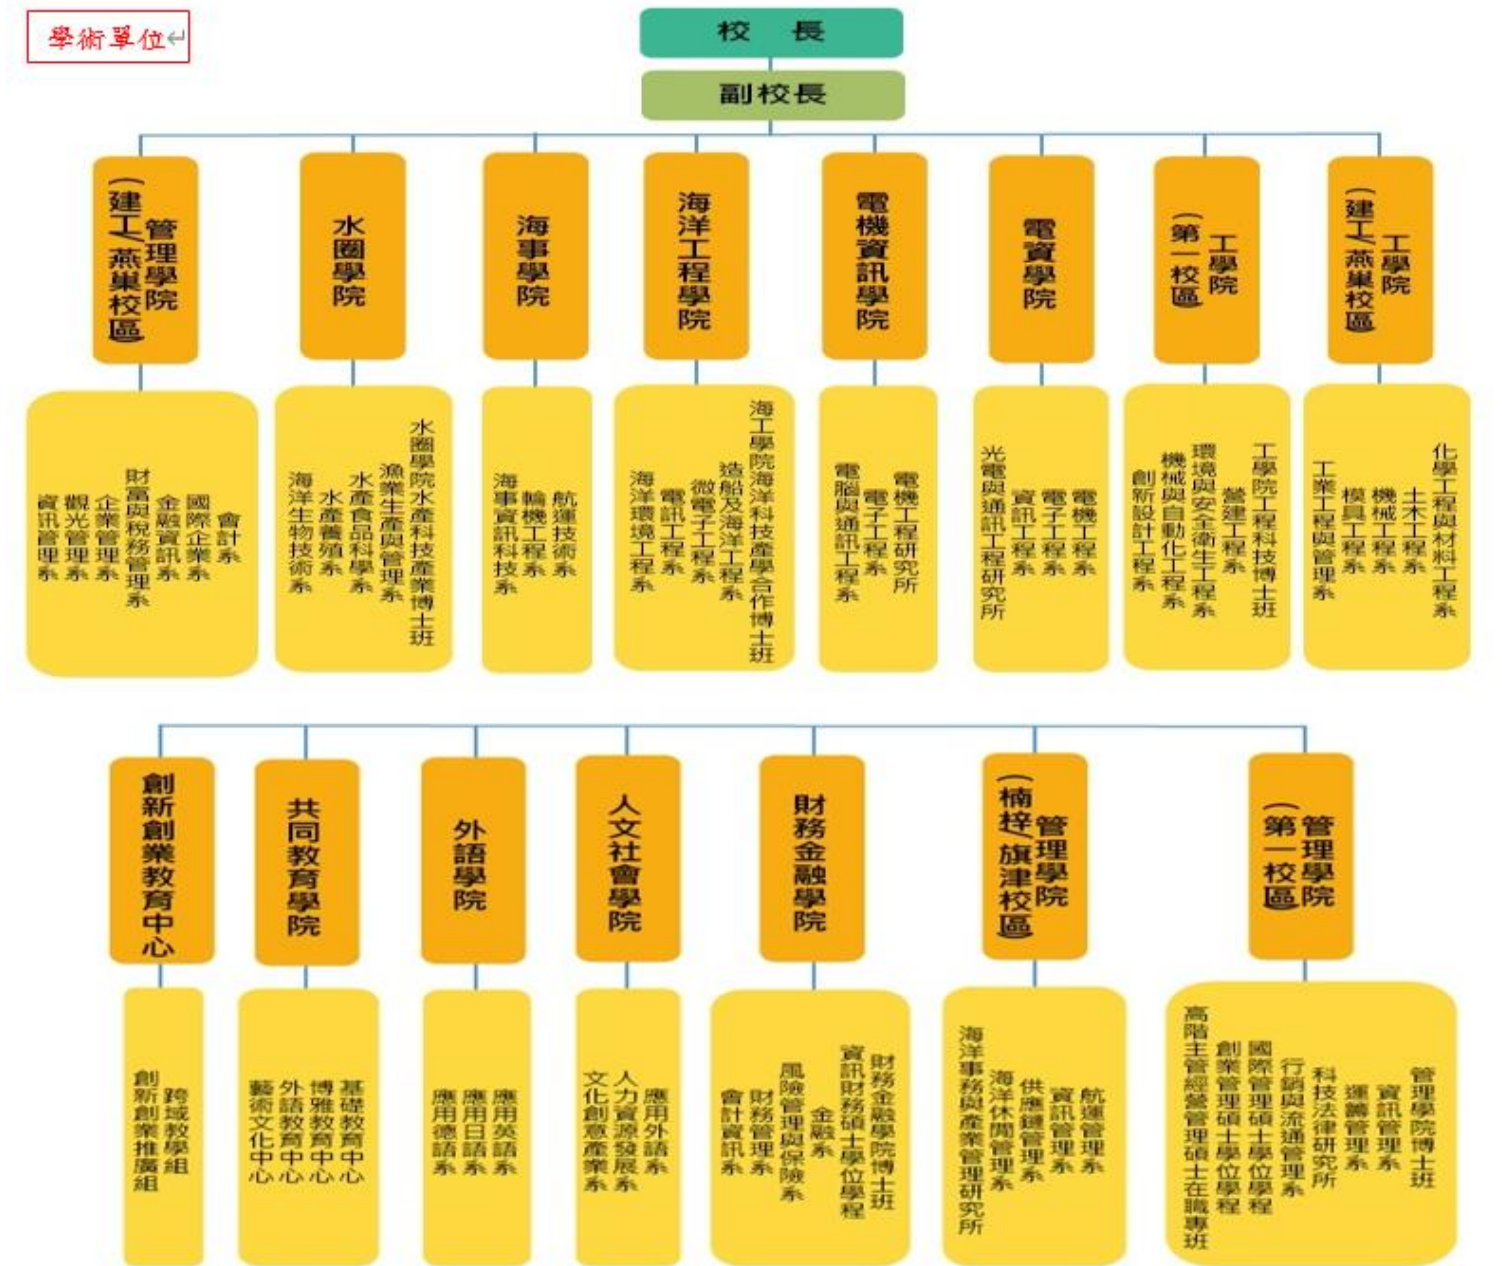 學術單位↵
校 長
副校長
管理學院
(建工/燕巢校區)
水圈學院
海事學院
海洋工程學院
電機資訊學院
電資學院
工學院
(第一校區)
工學院
(建工/燕巢校區)
會計系
國際企業系
金融資訊系
財富與稅務管理系
企業管理系
觀光管理系
資訊管理系
水圈學院水產科技產業博士班
漁業生產與管理系
水產食品科學系
水產養殖系
海洋生物技術系
航運技術系
輪機工程系
海事資訊科技系
海工學院海洋科技產學合作博士班
造船及海洋工程系
微電子工程系
電訊工程系
海洋環境工程系
電機工程研究所
電子工程系
電腦與通訊工程系
電機工程系
電子工程系
資訊工程系
光電與通訊工程研究所
工學院工程科技博士班
營建工程系
環境與安全衛生工程系
機械與自動化工程系
創新設計工程系
化學工程與材料工程系
土木工程系
機械工程系
模具工程系
工業工程與管理系
創新創業教育中心
共同教育學院
外語學院
人文社會學院
財務金融學院
管理學院
(楠梓/旗津校區)
管理學院
(第一校區)
跨域教學組
創新創業推廣組
基礎教育中心
博雅教育中心
外語教育中心
藝術文化中心
應用英語系
應用日語系
應用德語系
應用外語系
人力資源發展系
文化創意產業系
財務金融學院博士班
資訊財務碩士學位學程
金融系
風險管理與保險系
財務管理系
會計資訊系
航運管理系
資訊管理系
供應鏈管理系
海洋休閒管理系
海洋事務與產業管理研究所
管理學院博士班
資訊管理系
運籌管理系
科技法律研究所
行銷與流通管理系
國際管理碩士學位學程
創業管理碩士學位學程
高階主管經營管理碩士在職專班